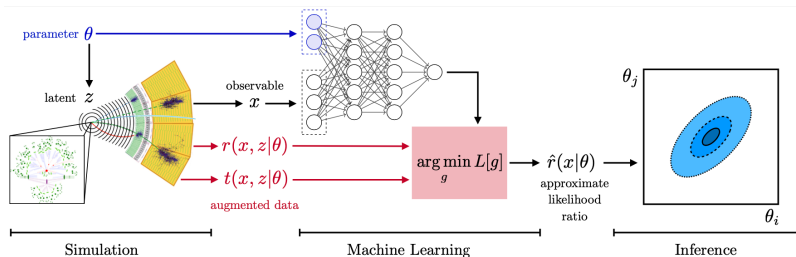 parameter θ
latent z
observable
x
r(x, z|θ)
t(x, z|θ)
augmented data
arg min L[g]
g
r̂(x|θ)
approximate
likelihood
ratio
θj
θi
Simulation
Machine Learning
Inference